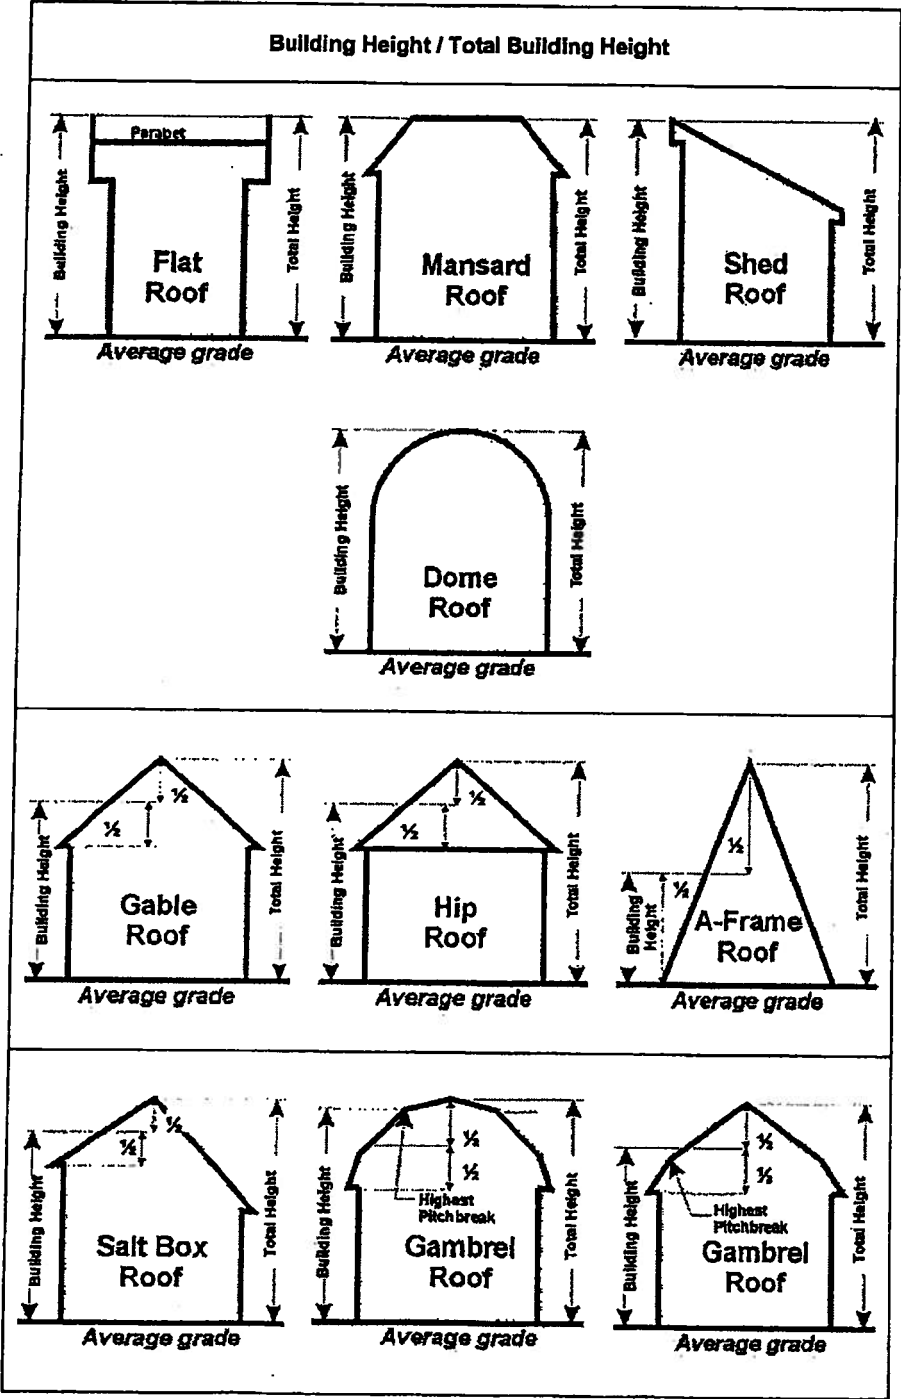 Building Height / Total Building Height
Parabet
Building Height
Flat
Roof
Total Height
Average grade
Building Height
Mansard
Roof
Total Height
Average grade
Building Height
Shed
Roof
Total Height
Average grade
Building Height
Dome
Roof
Total Height
Average grade
½
½
Building Height
Gable
Roof
Total Height
Average grade
½
½
Building Height
Hip
Roof
Total Height
Average grade
½
½
Building
Height
A-Frame
Roof
Total Height
Average grade
½
½
Building Height
Salt Box
Roof
Total Height
Average grade
½
½
Highest
Pitchbreak
Building Height
Gambrel
Roof
Total Height
Average grade
½
½
Highest
Pitchbreak
Building Height
Gambrel
Roof
Total Height
Average grade